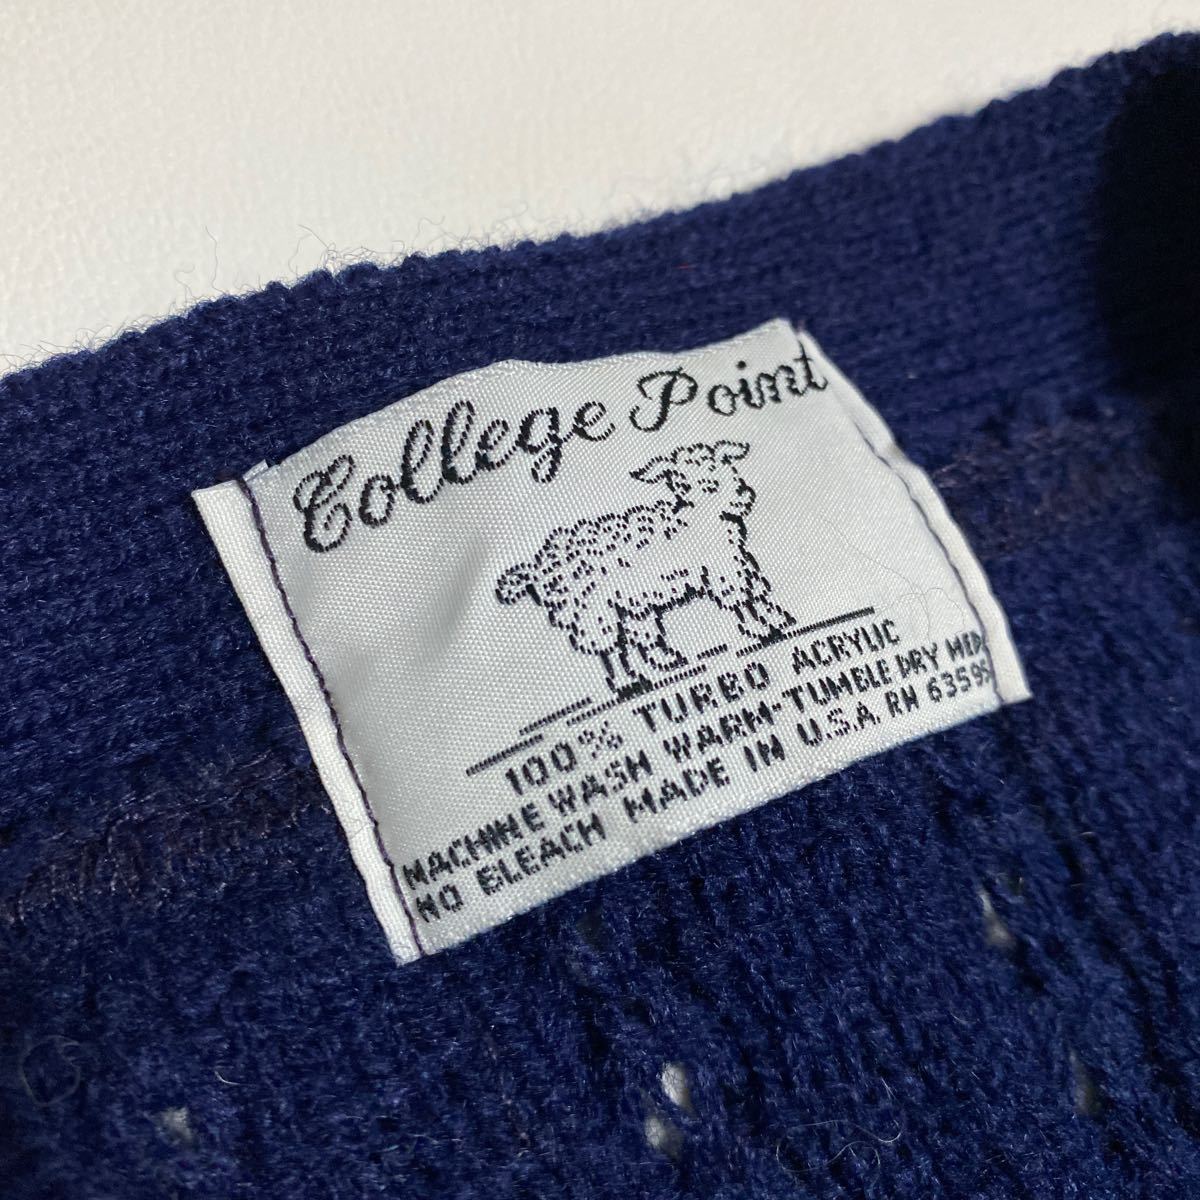 College Point
100% TURBO ACRYLIC
MACHINE WASH WARM-TUMBLE DRY MED.
NO BLEACH MADE IN U.S.A. RN 63595